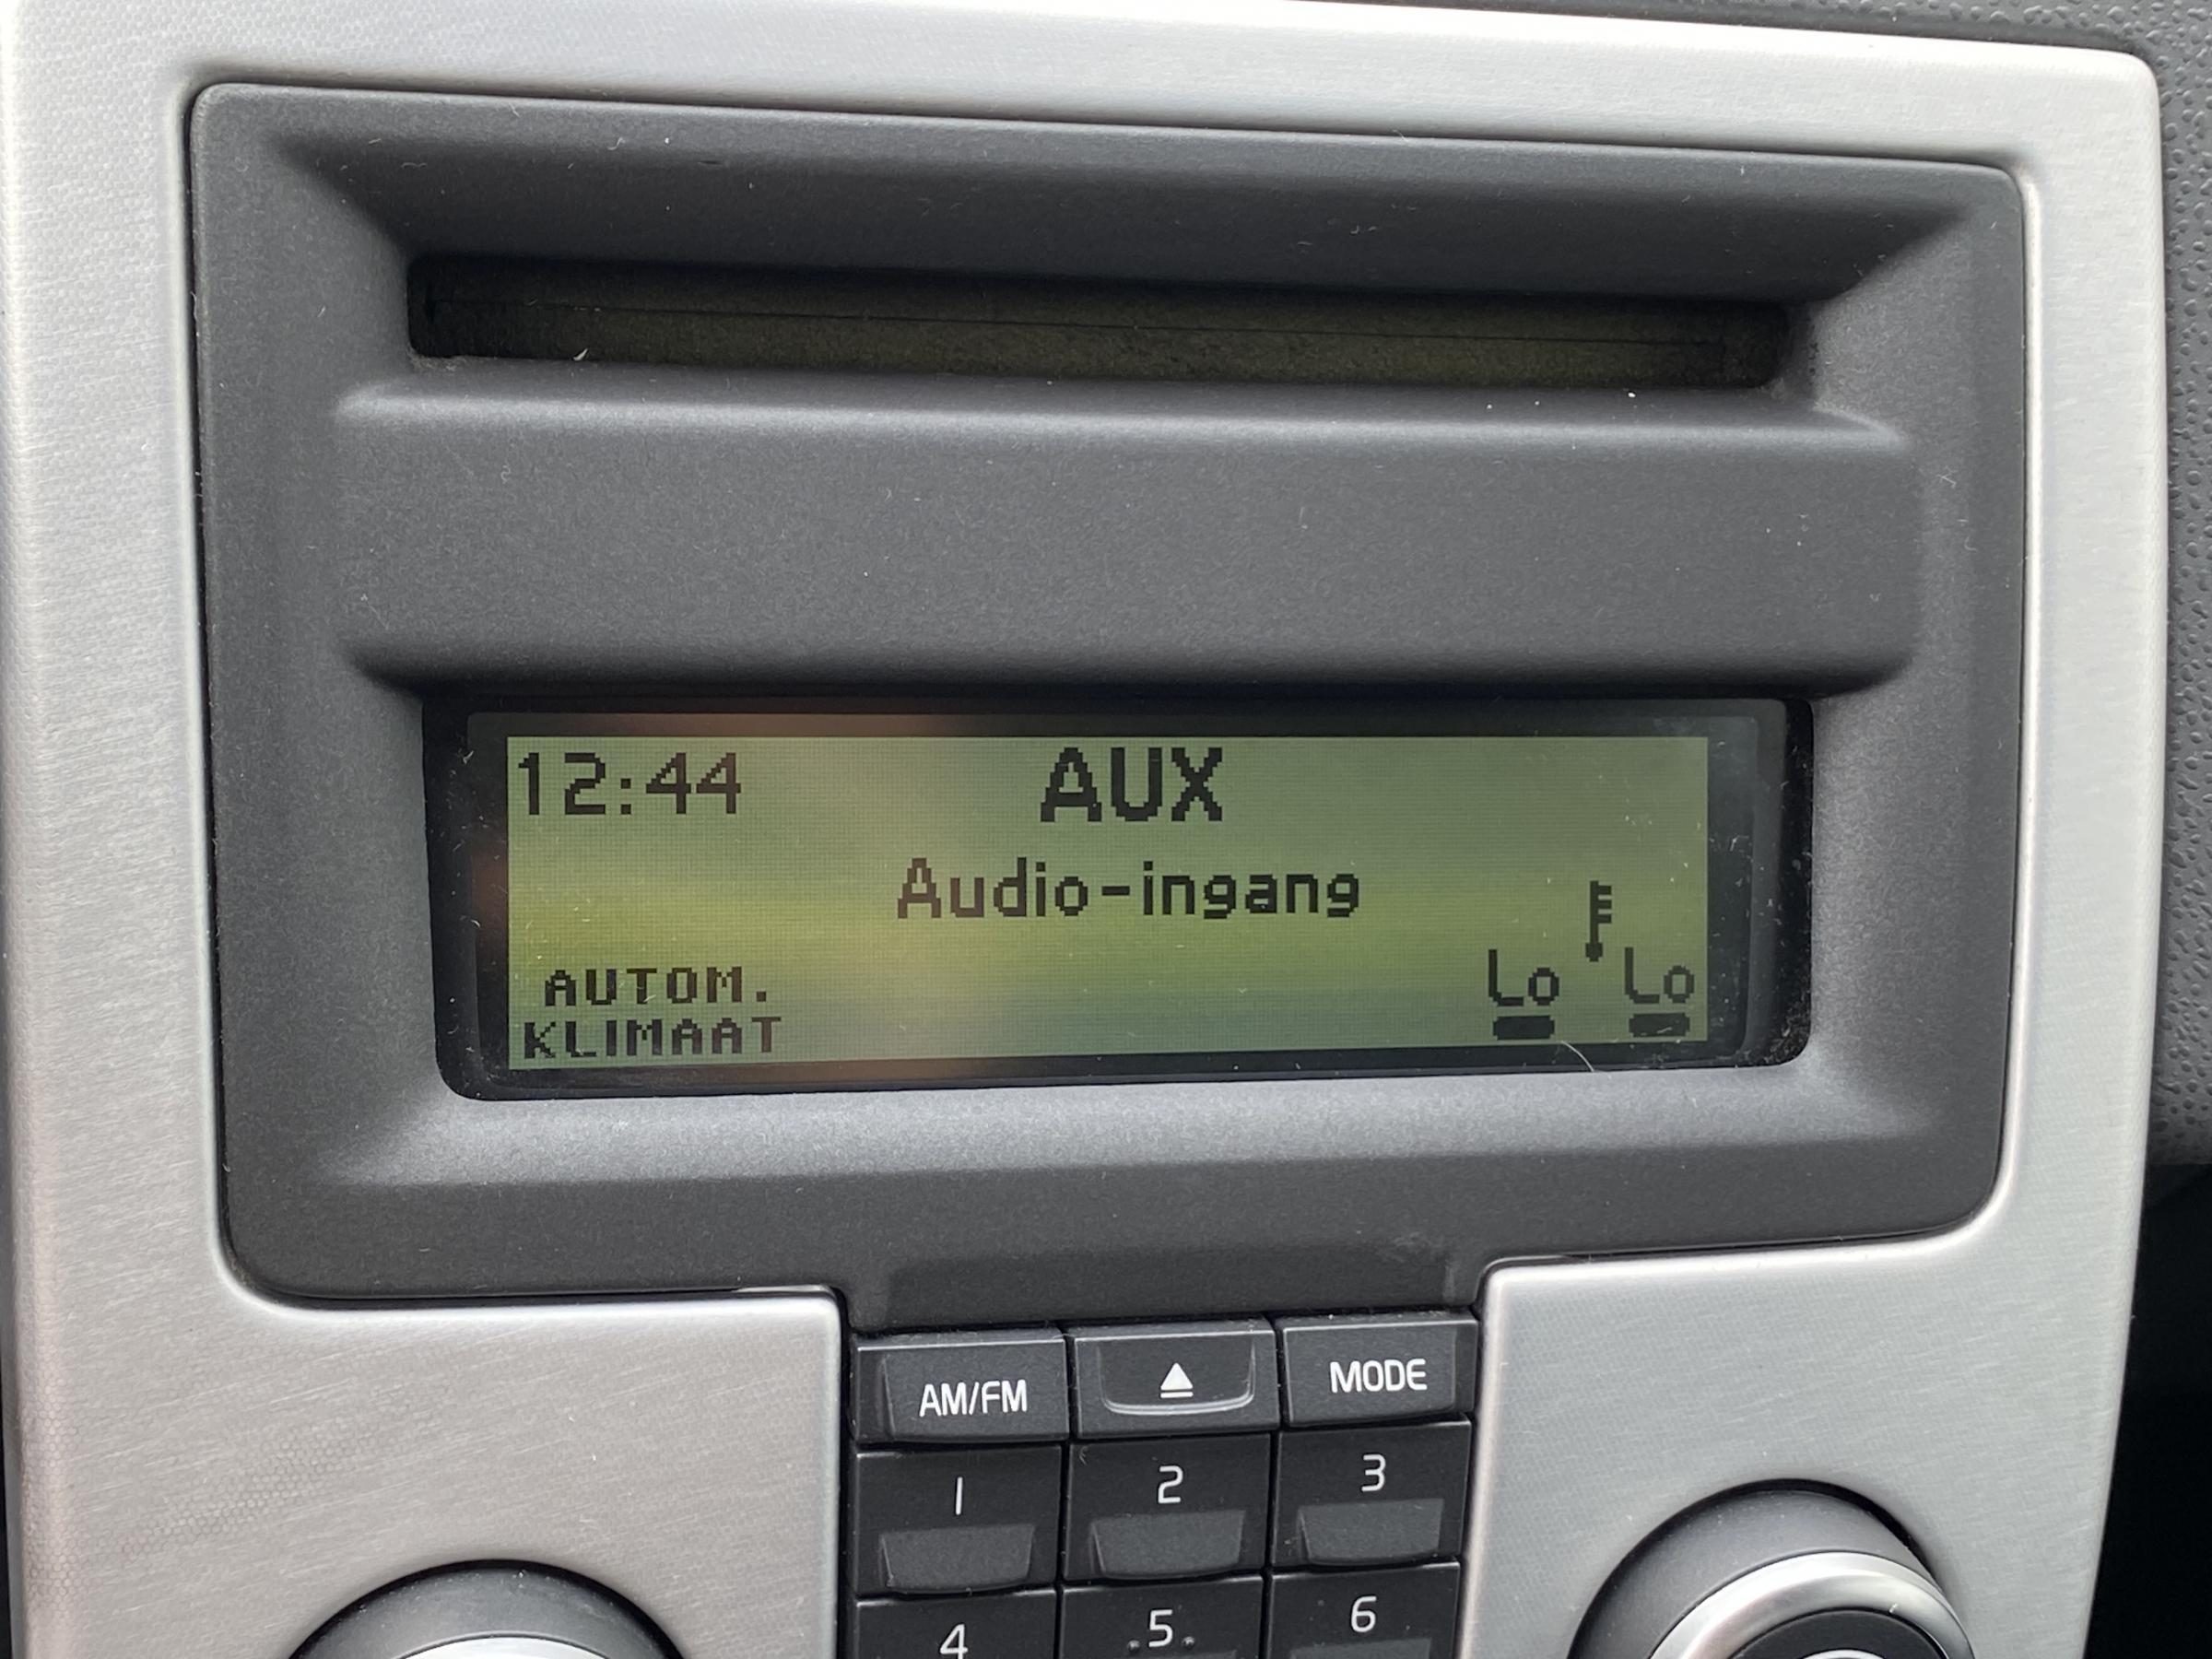 12:44 AUX
Audio-ingang
Lo Lo
AUTOM.
KLIMAAT
AM/FM MODE
1 2 3
4 5 6